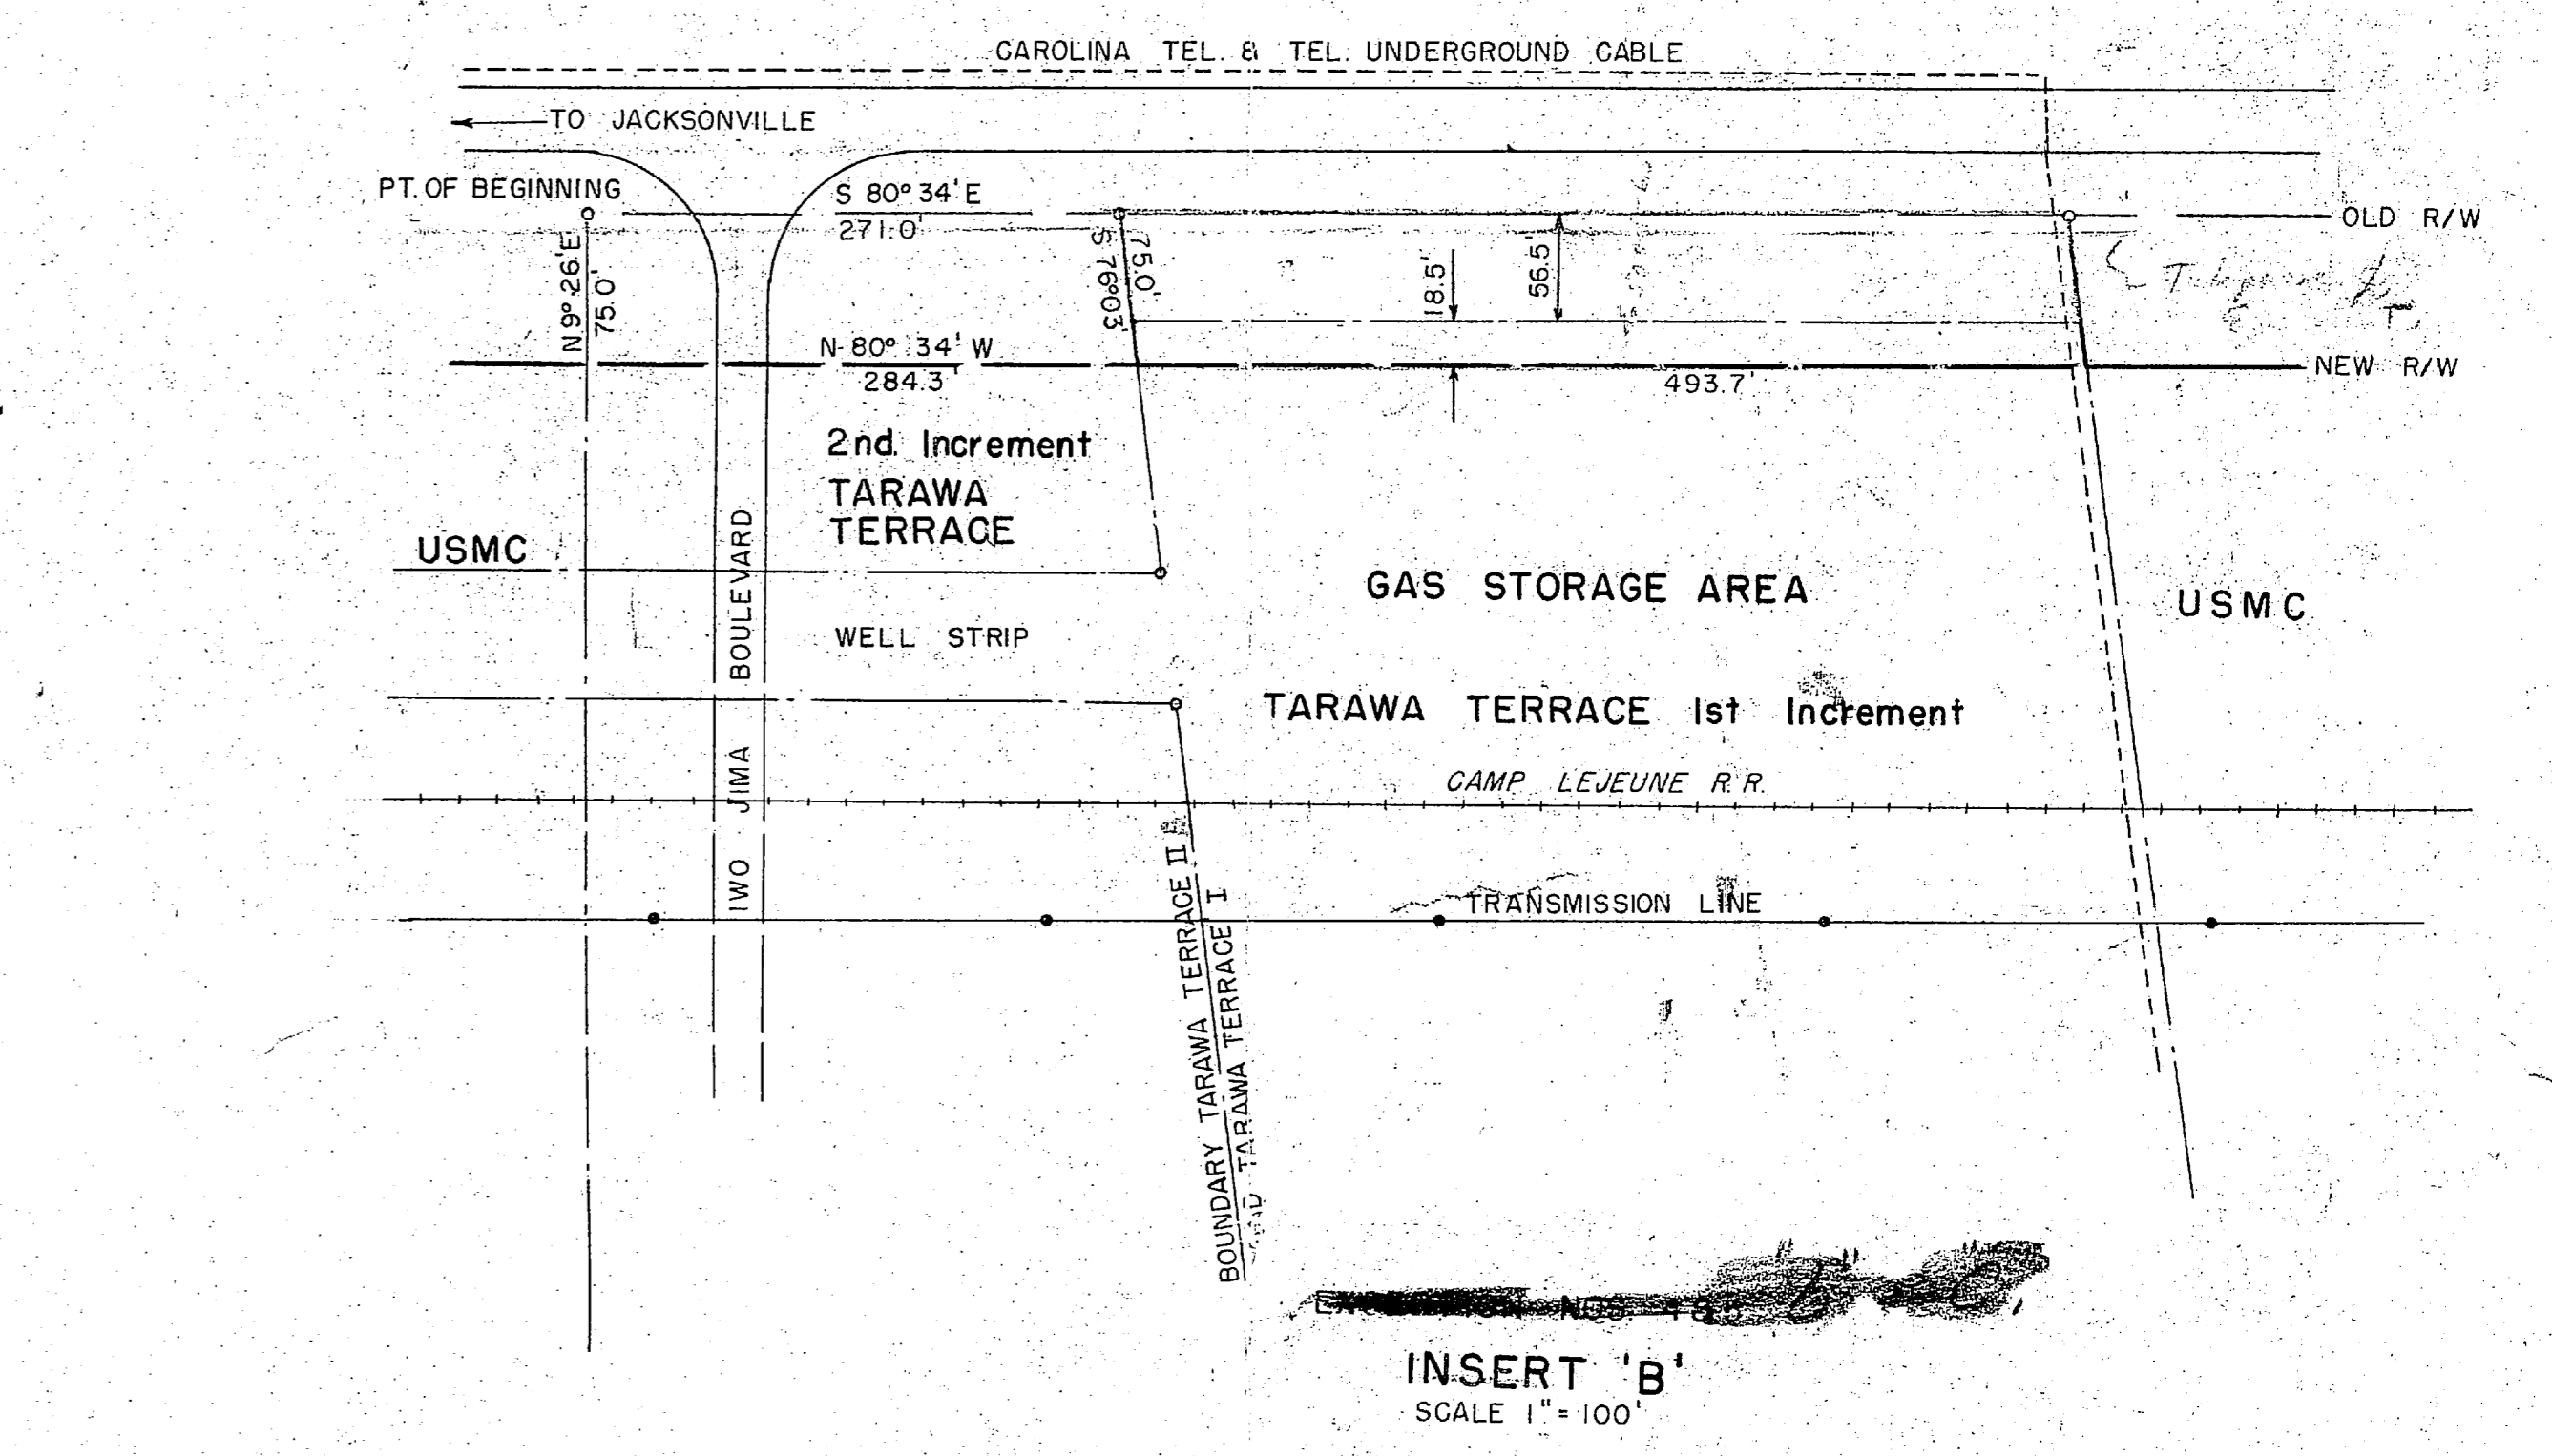 CAROLINA TEL. & TEL. UNDERGROUND CABLE
TO JACKSONVILLE
PT. OF BEGINNING
S 80° 34' E
271.0'
OLD R/W
N 9° 26' E
75.0'
S 76°03'
75.0'
18.5'
56.5'
N 80° 34' W
284.3'
493.7'
NEW R/W
2nd. Increment
TARAWA
TERRACE
USMC
GAS STORAGE AREA
USMC
WELL STRIP
IWO JIMA BOULEVARD
TARAWA TERRACE 1st Increment
CAMP LEJEUNE R.R.
TRANSMISSION LINE
BOUNDARY TARAWA TERRACE II
AND TARAWA TERRACE I
INSERT 'B'
SCALE 1" = 100'